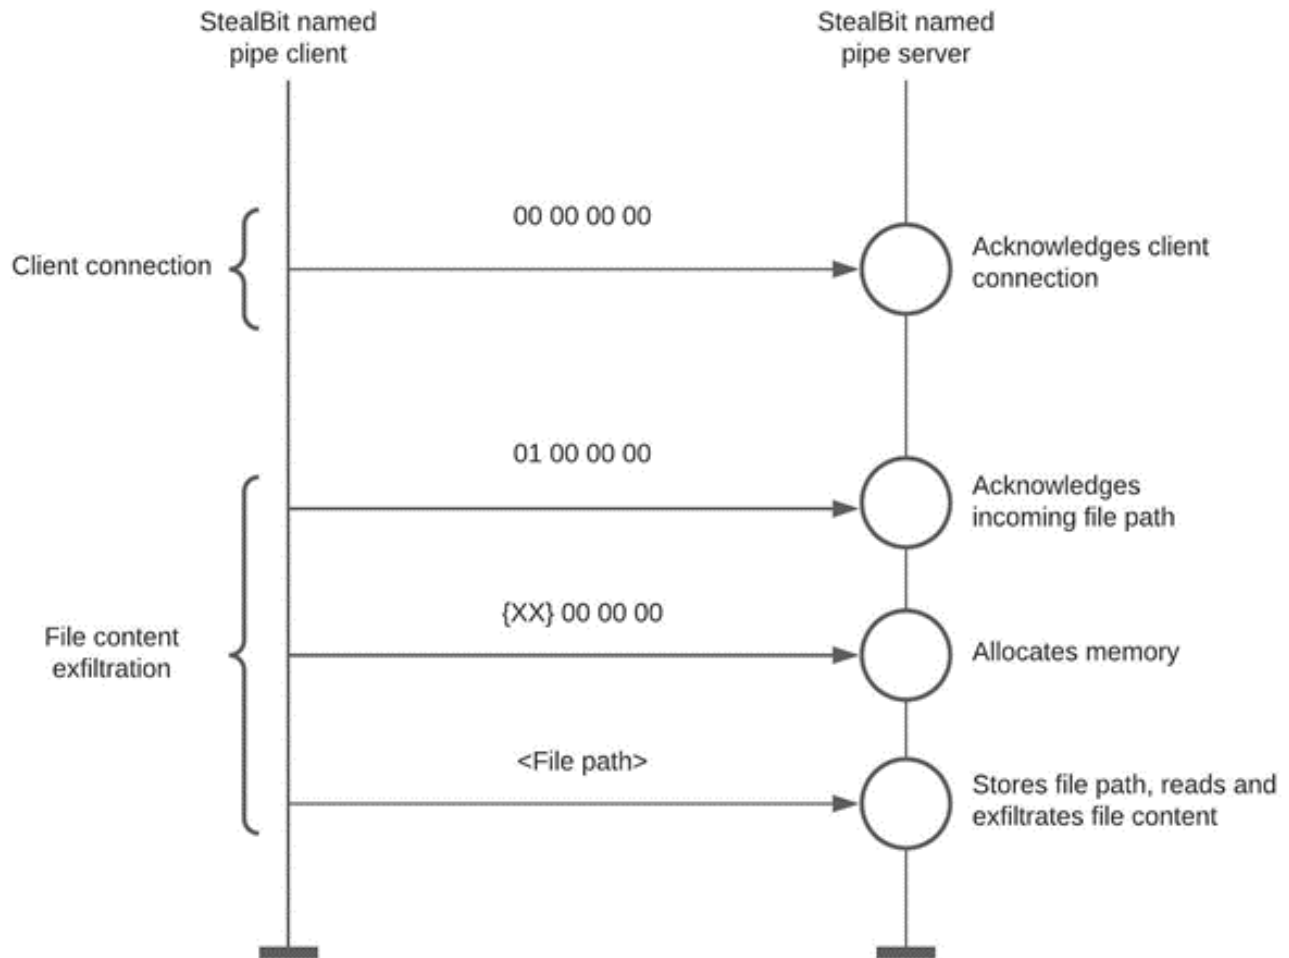 StealBit named
pipe client
StealBit named
pipe server
00 00 00 00
Client connection
Acknowledges client
connection
01 00 00 00
Acknowledges
incoming file path
{XX} 00 00 00
File content
exfiltration
Allocates memory
<File path>
Stores file path, reads and
exfiltrates file content